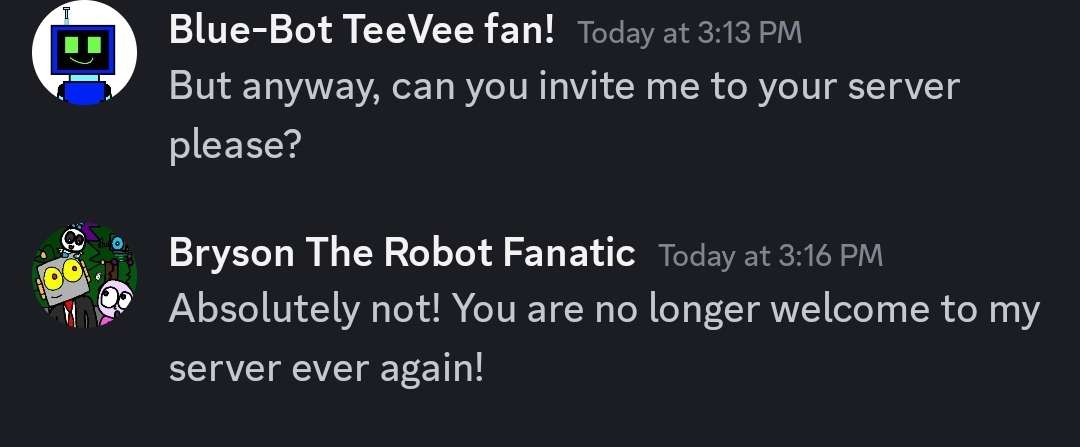 Blue-Bot TeeVee fan! Today at 3:13 PM
But anyway, can you invite me to your server
please?
Bryson The Robot Fanatic Today at 3:16 PM
Absolutely not! You are no longer welcome to my
server ever again!